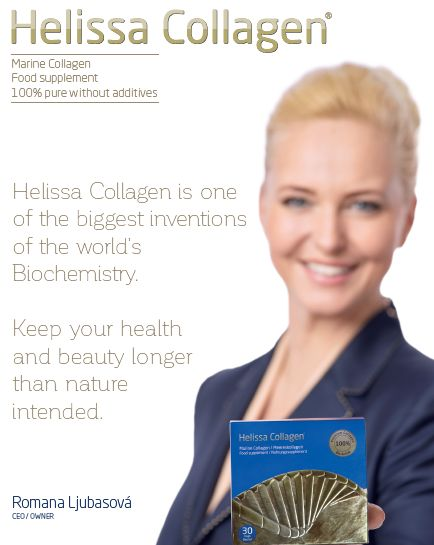 Helissa Collagen®
Marine Collagen
Food supplement
100% pure without additives
Helissa Collagen is one
of the biggest inventions
of the world's
Biochemistry.
Keep your health
and beauty longer
than nature
intended.
Helissa Collagen
Marine Collagen / Meereskollagen
Food supplement / Nahrungsergänzung
100%
30
Romana Ljubasová
CEO / OWNER